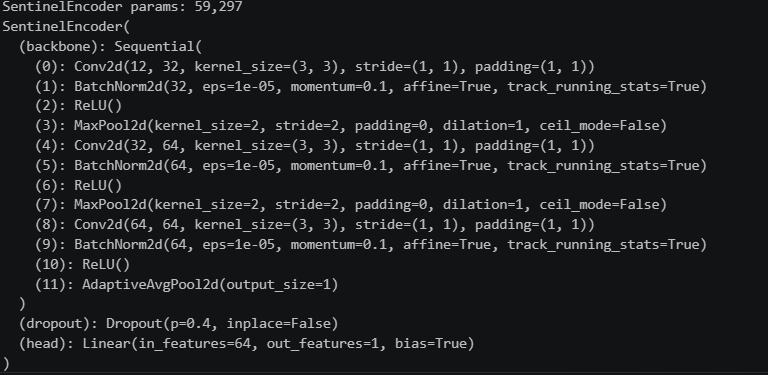 SentinelEncoder params: 59,297
SentinelEncoder(
  (backbone): Sequential(
    (0): Conv2d(12, 32, kernel_size=(3, 3), stride=(1, 1), padding=(1, 1))
    (1): BatchNorm2d(32, eps=1e-05, momentum=0.1, affine=True, track_running_stats=True)
    (2): ReLU()
    (3): MaxPool2d(kernel_size=2, stride=2, padding=0, dilation=1, ceil_mode=False)
    (4): Conv2d(32, 64, kernel_size=(3, 3), stride=(1, 1), padding=(1, 1))
    (5): BatchNorm2d(64, eps=1e-05, momentum=0.1, affine=True, track_running_stats=True)
    (6): ReLU()
    (7): MaxPool2d(kernel_size=2, stride=2, padding=0, dilation=1, ceil_mode=False)
    (8): Conv2d(64, 64, kernel_size=(3, 3), stride=(1, 1), padding=(1, 1))
    (9): BatchNorm2d(64, eps=1e-05, momentum=0.1, affine=True, track_running_stats=True)
    (10): ReLU()
    (11): AdaptiveAvgPool2d(output_size=1)
  )
  (dropout): Dropout(p=0.4, inplace=False)
  (head): Linear(in_features=64, out_features=1, bias=True)
)